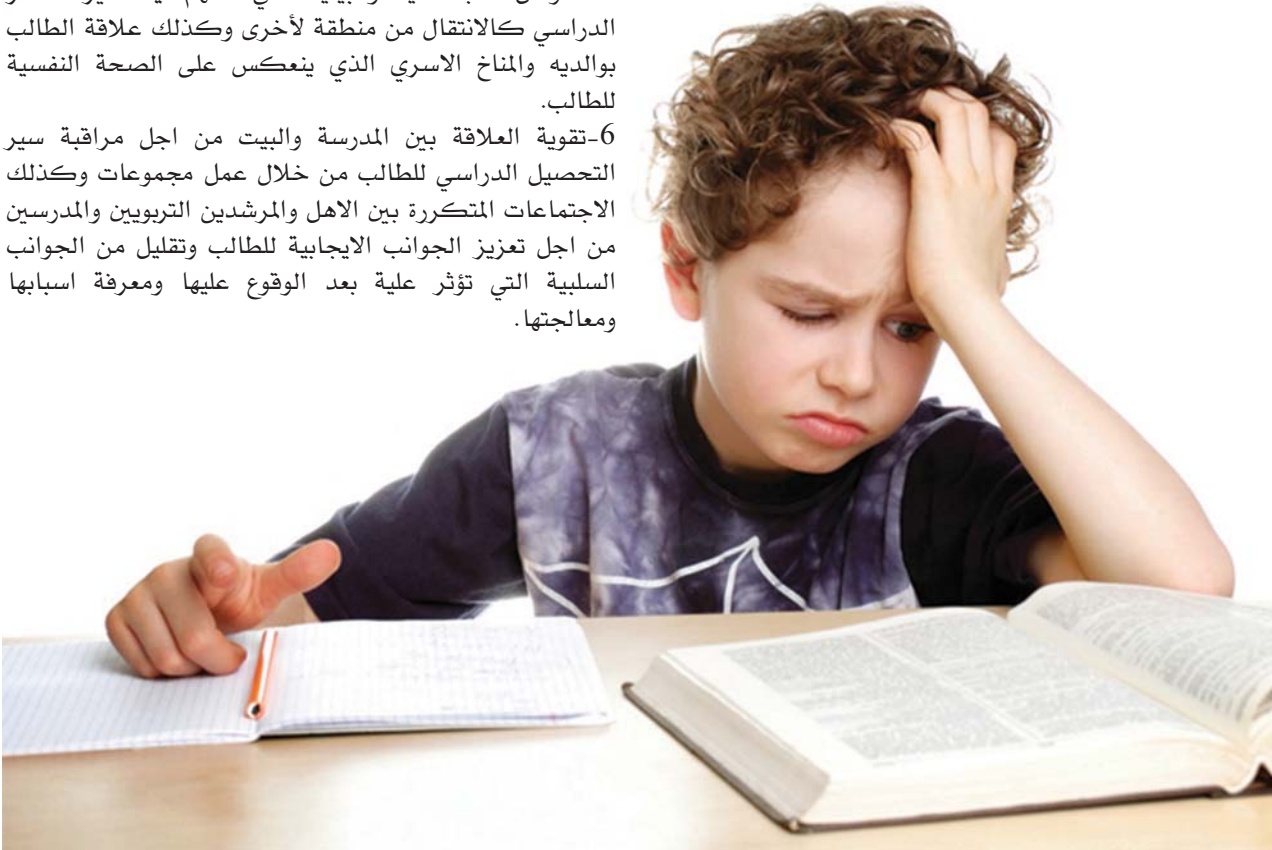 الدراسي كالانتقال من منطقة لأخرى وكذلك علاقة الطالب
بوالديه والمناخ الاسري الذي ينعكس على الصحة النفسية
للطالب.
6-تقوية العلاقة بين المدرسة والبيت من اجل مراقبة سير
التحصيل الدراسي للطالب من خلال عمل مجموعات وكذلك
الاجتماعات المتكررة بين الاهل والمرشدين التربويين والمدرسين
من اجل تعزيز الجوانب الايجابية للطالب وتقليل من الجوانب
السلبية التي تؤثر علية بعد الوقوع عليها ومعرفة اسبابها
ومعالجتها.